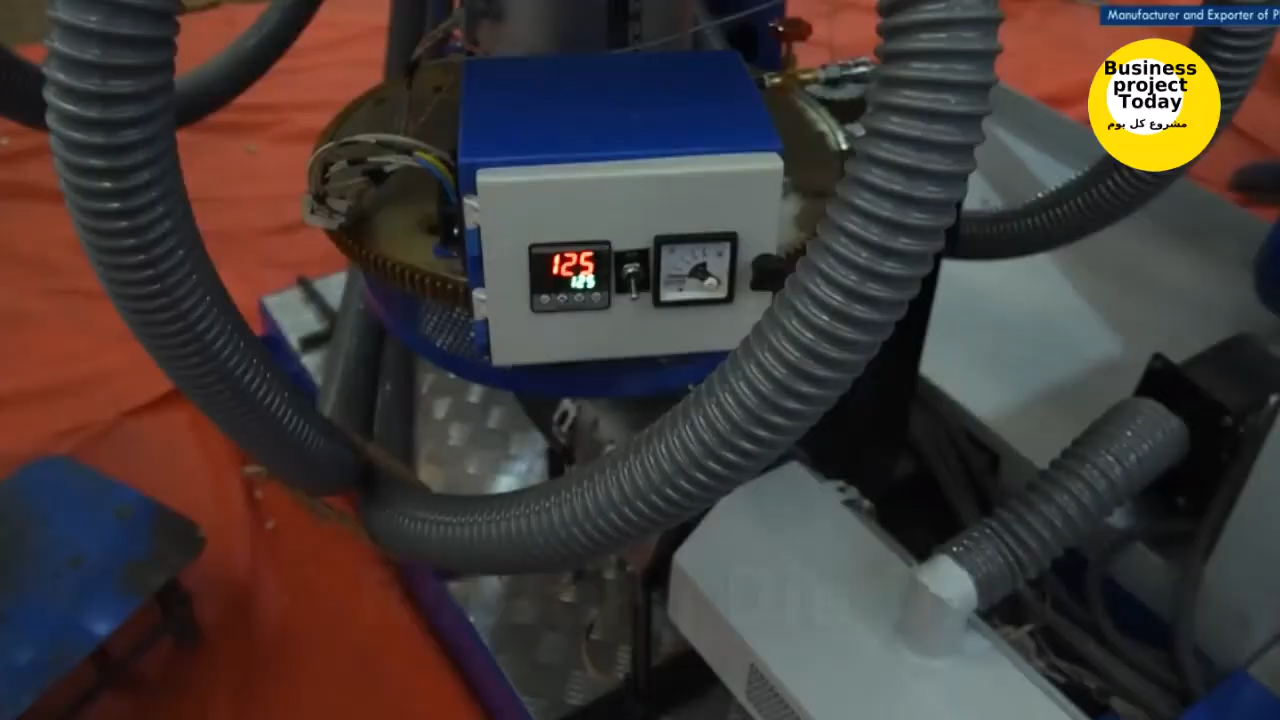 Manufacturer and Exporter of P
Business
project
Today
مشروع كل يوم
125
125